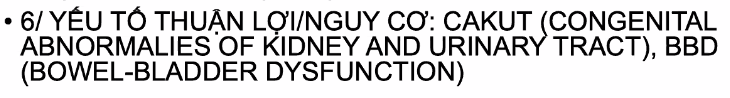 • 6/ YẾU TỐ THUẬN LỢI/NGUY CƠ: CAKUT (CONGENITAL
ABNORMALIES OF KIDNEY AND URINARY TRACT), BBD
(BOWEL-BLADDER DYSFUNCTION)